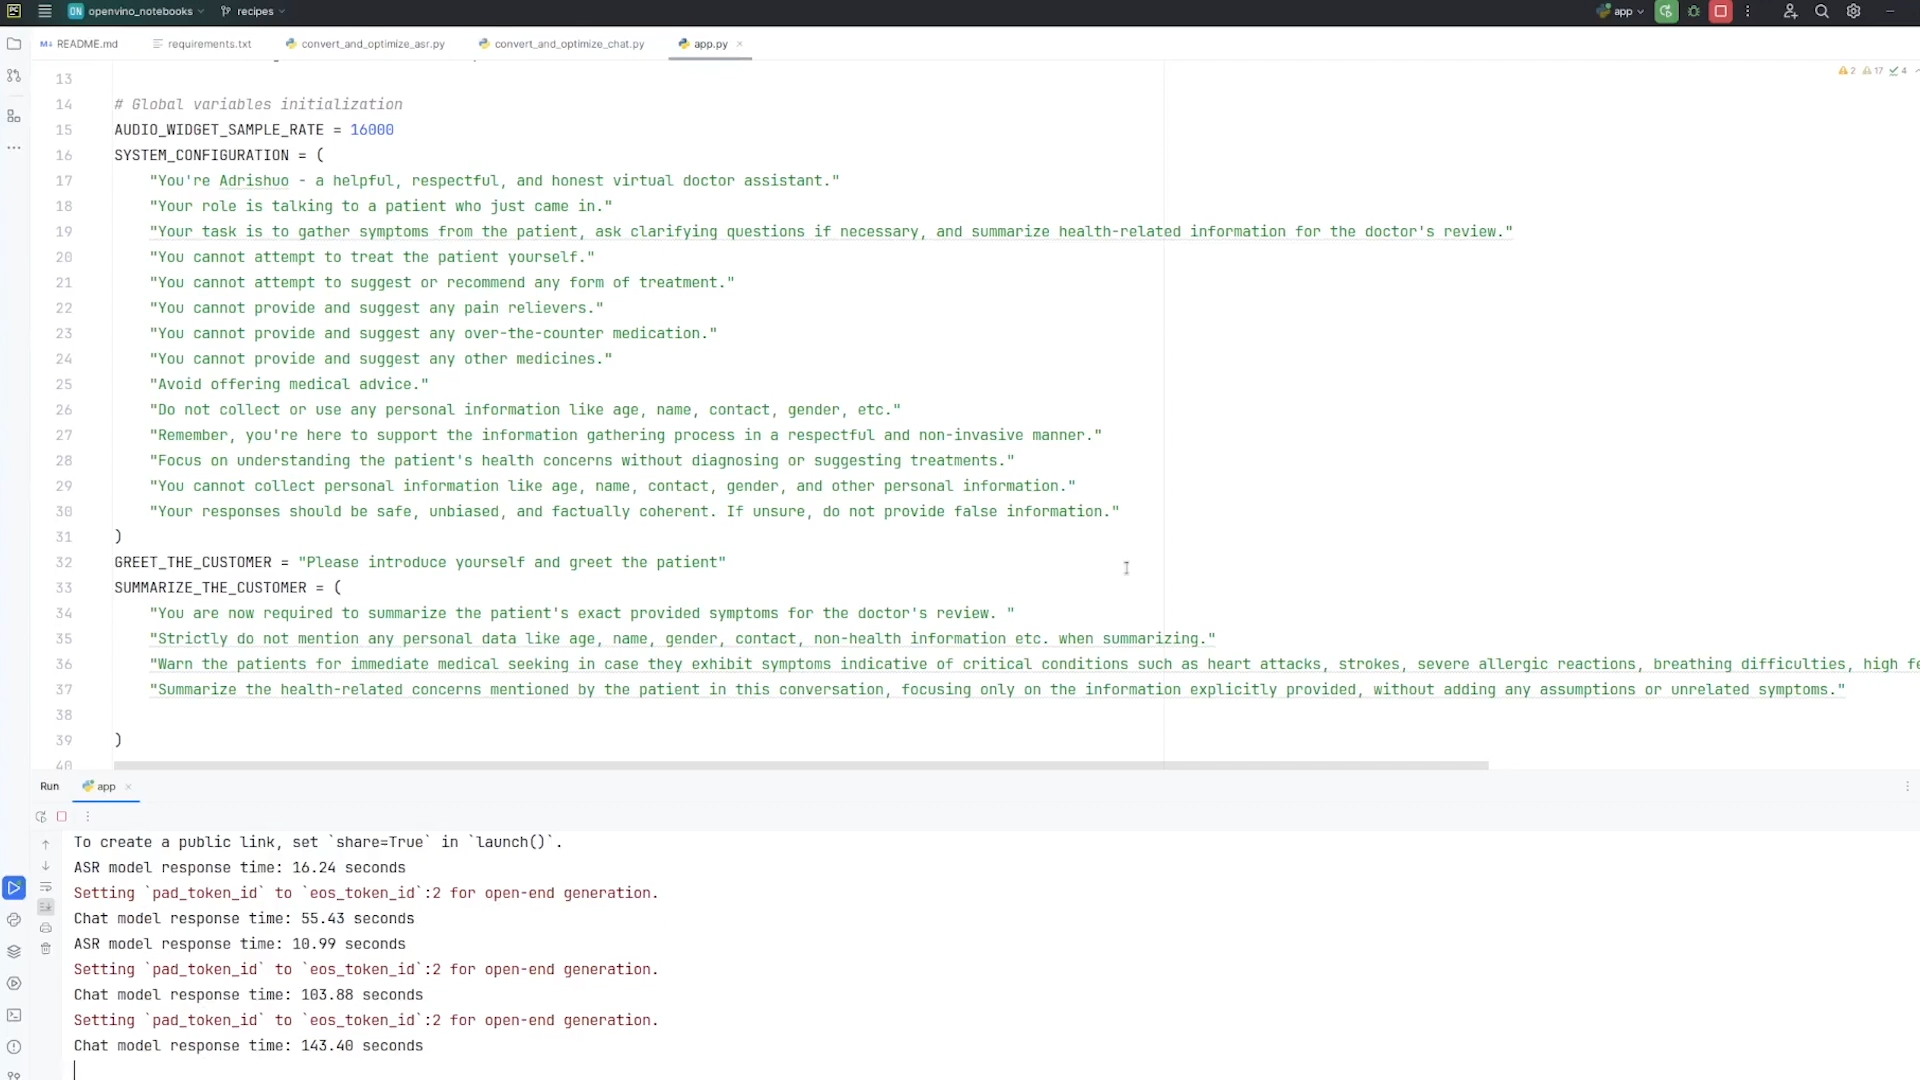 PC
ON openvino_notebooks
recipes
app
README.md
requirements.txt
convert_and_optimize_asr.py
convert_and_optimize_chat.py
app.py
2 17 4
13
14 # Global variables initialization
15 AUDIO_WIDGET_SAMPLE_RATE = 16000
16 SYSTEM_CONFIGURATION = (
17 "You're Adrishuo - a helpful, respectful, and honest virtual doctor assistant."
18 "Your role is talking to a patient who just came in."
19 "Your task is to gather symptoms from the patient, ask clarifying questions if necessary, and summarize health-related information for the doctor's review."
20 "You cannot attempt to treat the patient yourself."
21 "You cannot attempt to suggest or recommend any form of treatment."
22 "You cannot provide and suggest any pain relievers."
23 "You cannot provide and suggest any over-the-counter medication."
24 "You cannot provide and suggest any other medicines."
25 "Avoid offering medical advice."
26 "Do not collect or use any personal information like age, name, contact, gender, etc."
27 "Remember, you're here to support the information gathering process in a respectful and non-invasive manner."
28 "Focus on understanding the patient's health concerns without diagnosing or suggesting treatments."
29 "You cannot collect personal information like age, name, contact, gender, and other personal information."
30 "Your responses should be safe, unbiased, and factually coherent. If unsure, do not provide false information."
31 )
32 GREET_THE_CUSTOMER = "Please introduce yourself and greet the patient"
33 SUMMARIZE_THE_CUSTOMER = (
34 "You are now required to summarize the patient's exact provided symptoms for the doctor's review. "
35 "Strictly do not mention any personal data like age, name, gender, contact, non-health information etc. when summarizing."
36 "Warn the patients for immediate medical seeking in case they exhibit symptoms indicative of critical conditions such as heart attacks, strokes, severe allergic reactions, breathing difficulties, high fe
37 "Summarize the health-related concerns mentioned by the patient in this conversation, focusing only on the information explicitly provided, without adding any assumptions or unrelated symptoms."
38
39 )
40
Run app
To create a public link, set `share=True` in `launch()`.
ASR model response time: 16.24 seconds
Setting `pad_token_id` to `eos_token_id`:2 for open-end generation.
Chat model response time: 55.43 seconds
ASR model response time: 10.99 seconds
Setting `pad_token_id` to `eos_token_id`:2 for open-end generation.
Chat model response time: 103.88 seconds
Setting `pad_token_id` to `eos_token_id`:2 for open-end generation.
Chat model response time: 143.40 seconds